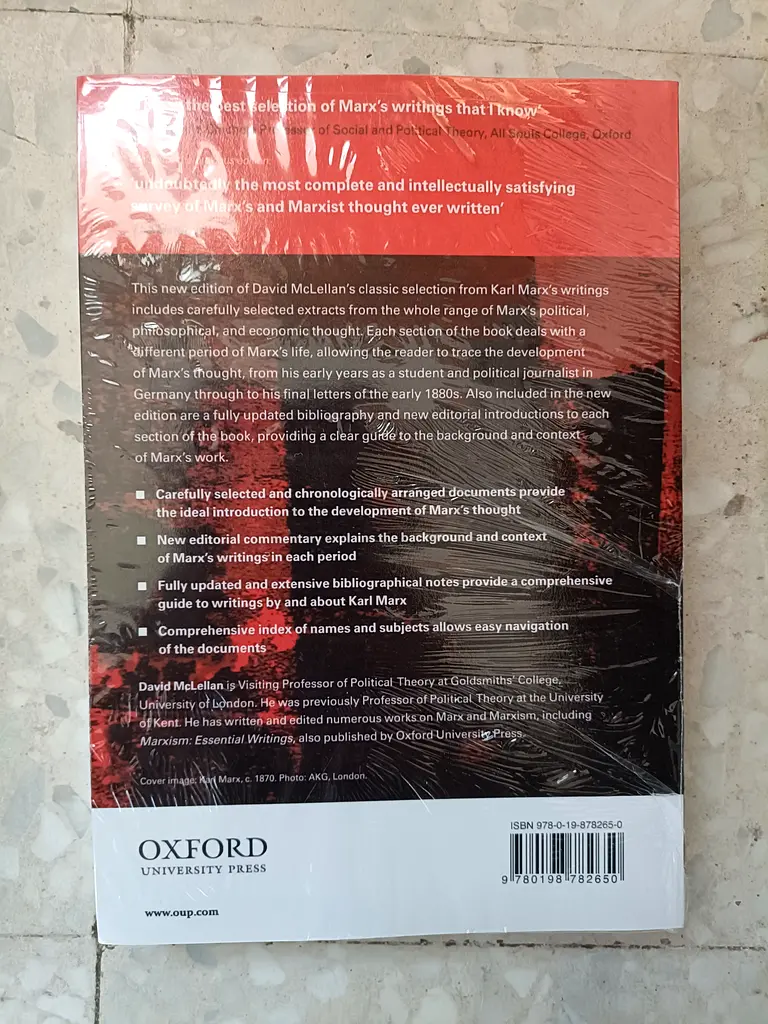 the best selection of Marx's writings that I know'
Professor of Social and Political Theory, All Souls College, Oxford
'undoubtedly the most complete and intellectually satisfying
survey of Marx's and Marxist thought ever written'
This new edition of David McLellan's classic selection from Karl Marx's writings
includes carefully selected extracts from the whole range of Marx's political,
philosophical, and economic thought. Each section of the book deals with a
different period of Marx's life, allowing the reader to trace the development
of Marx's thought, from his early years as a student and political journalist in
Germany through to his final letters of the early 1880s. Also included in the new
edition are a fully updated bibliography and new editorial introductions to each
section of the book, providing a clear guide to the background and context
of Marx's work.
■ Carefully selected and chronologically arranged documents provide
the ideal introduction to the development of Marx's thought
■ New editorial commentary explains the background and context
of Marx's writings in each period
■ Fully updated and extensive bibliographical notes provide a comprehensive
guide to writings by and about Karl Marx
■ Comprehensive index of names and subjects allows easy navigation
of the documents
David McLellan is Visiting Professor of Political Theory at Goldsmiths' College,
University of London. He was previously Professor of Political Theory at the University
of Kent. He has written and edited numerous works on Marx and Marxism, including
Marxism: Essential Writings, also published by Oxford University Press.
Cover image: Karl Marx, c. 1870. Photo: AKG, London.
OXFORD
UNIVERSITY PRESS
www.oup.com
ISBN 978-0-19-878265-0
9 780198 782650